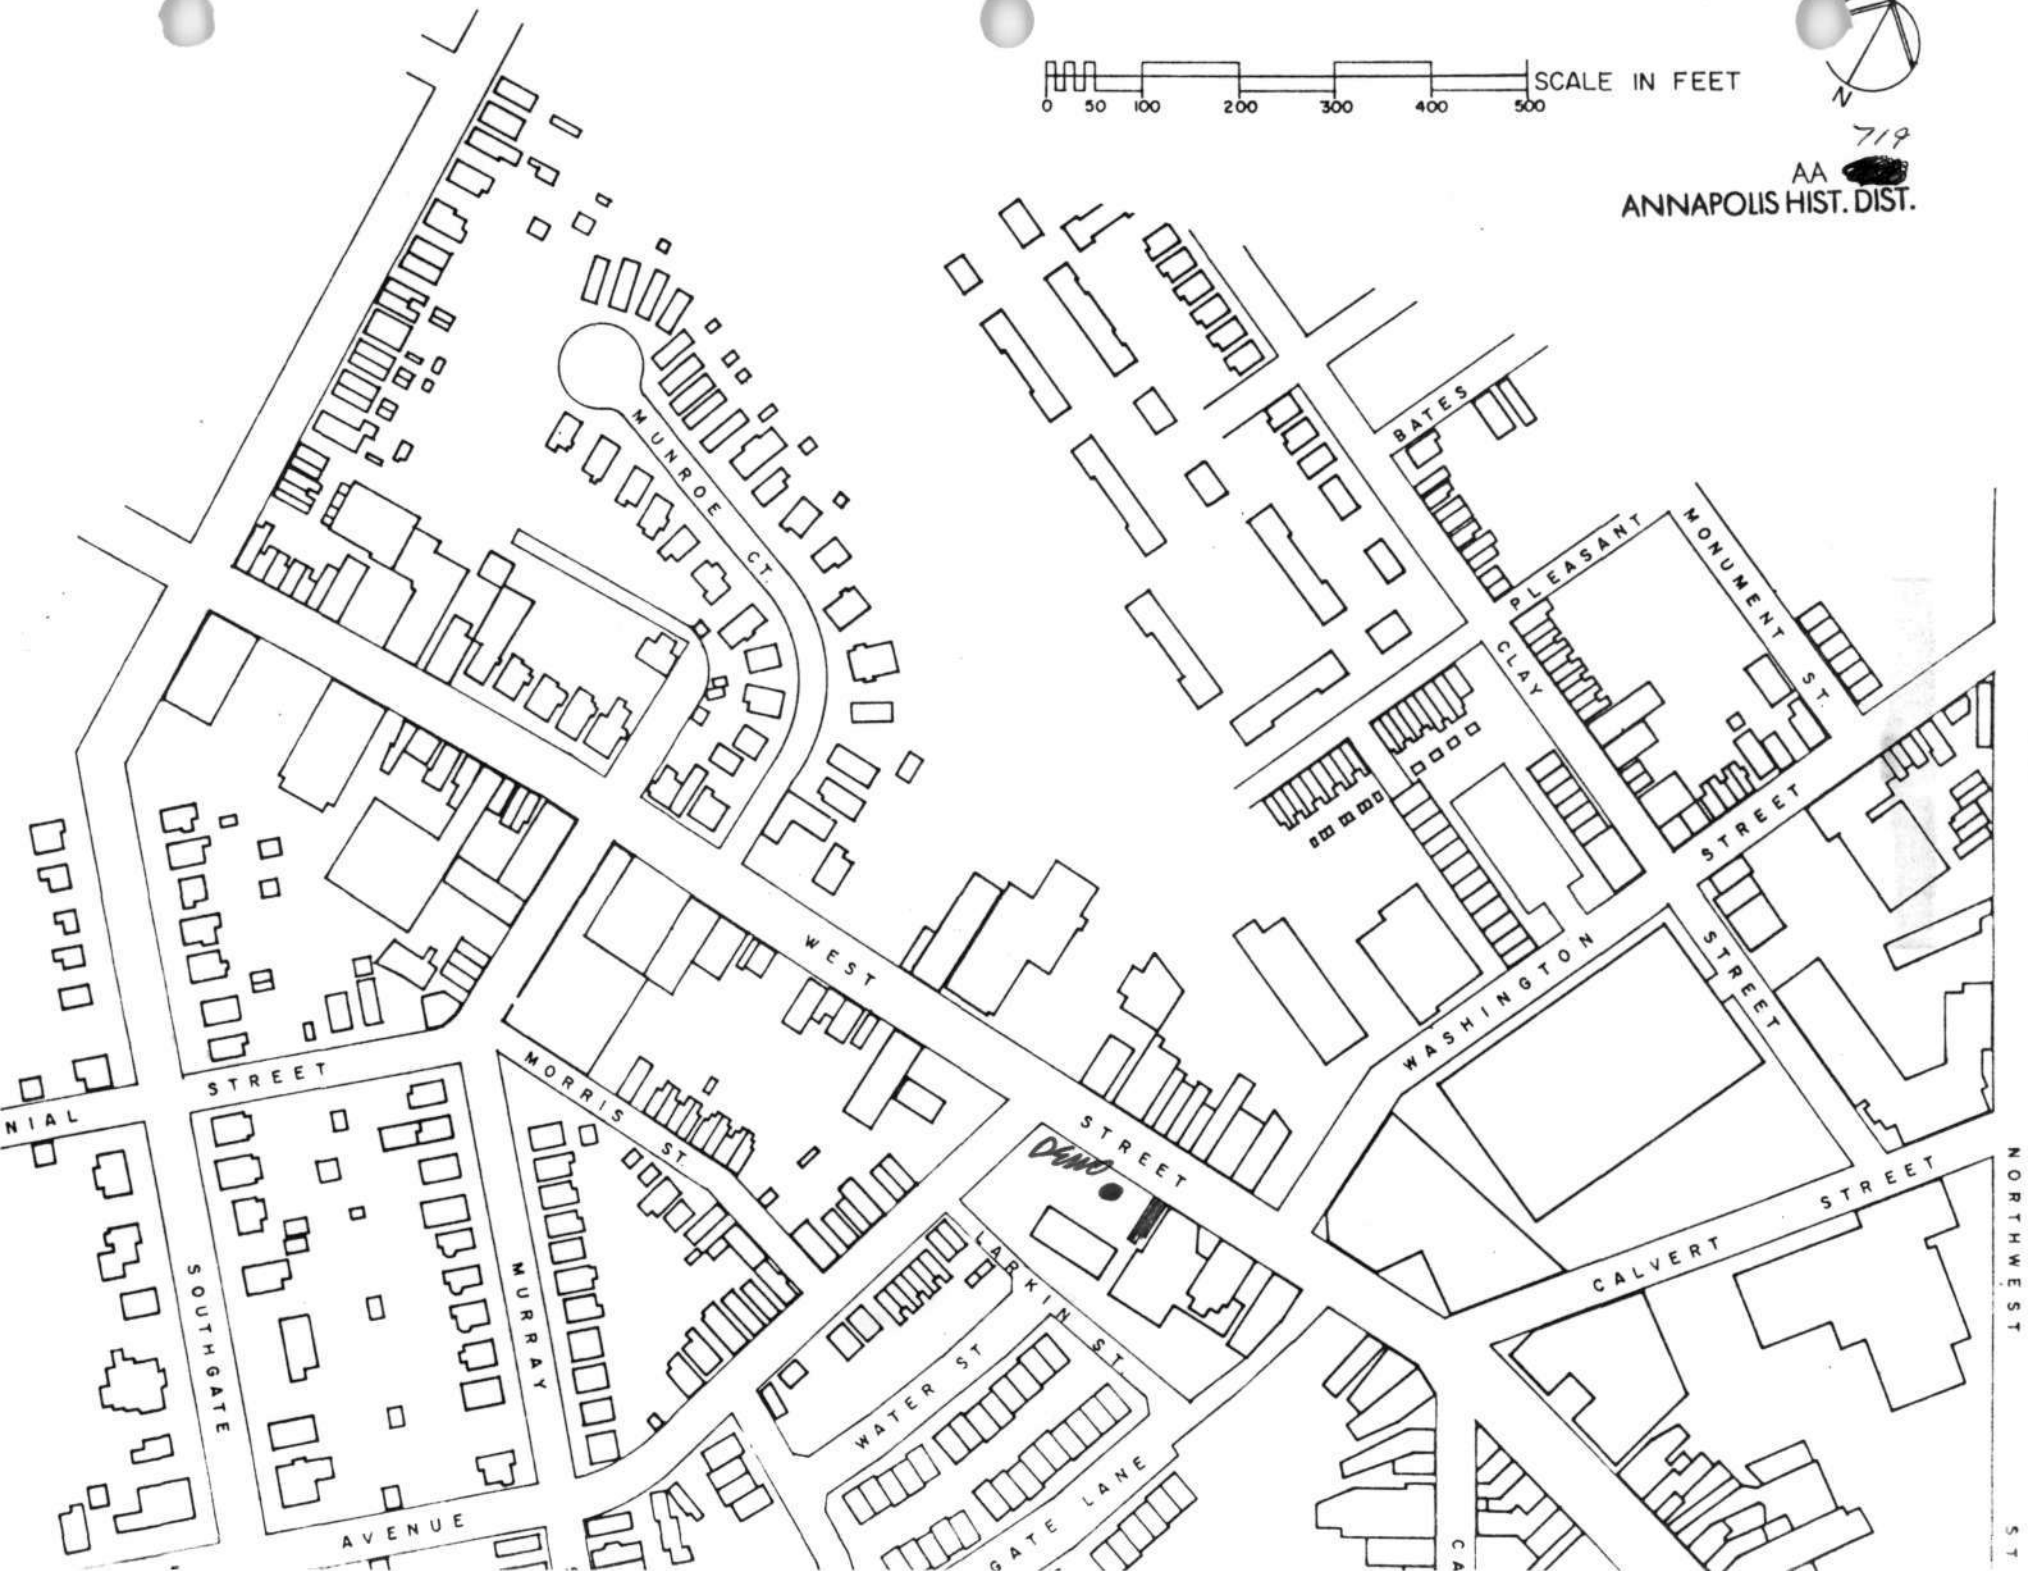 SCALE IN FEET
0 50 100 200 300 400 500
N
719
AA
ANNAPOLIS HIST. DIST.
MUNROE CT.
BATES
PLEASANT
MONUMENT ST.
CLAY
STREET
STREET
WASHINGTON
WEST
STREET
DEMO
MORRIS ST.
STREET
NIAL
CALVERT
STREET
NORTHWEST
ST
LARKIN ST.
SOUTHGATE
MURRAY
WATER ST
GATE LANE
AVENUE
CA